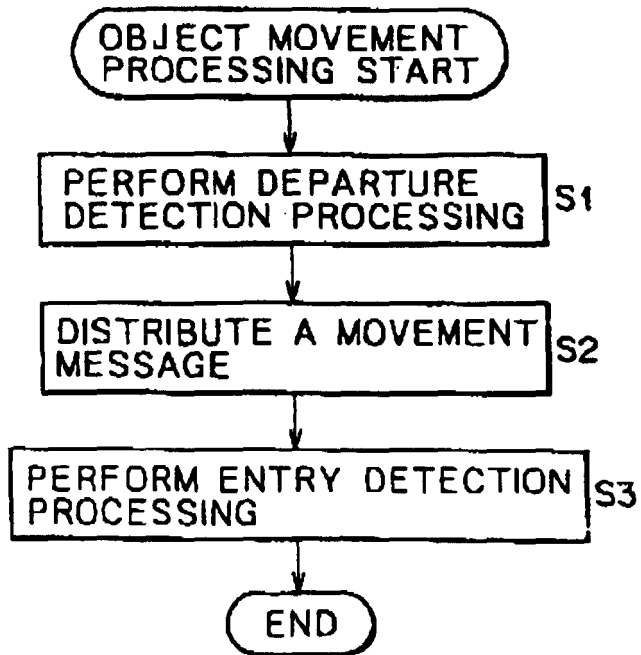 OBJECT MOVEMENT
PROCESSING START
PERFORM DEPARTURE
DETECTION PROCESSING
S1
DISTRIBUTE A MOVEMENT
MESSAGE
S2
PERFORM ENTRY DETECTION
PROCESSING
S3
END